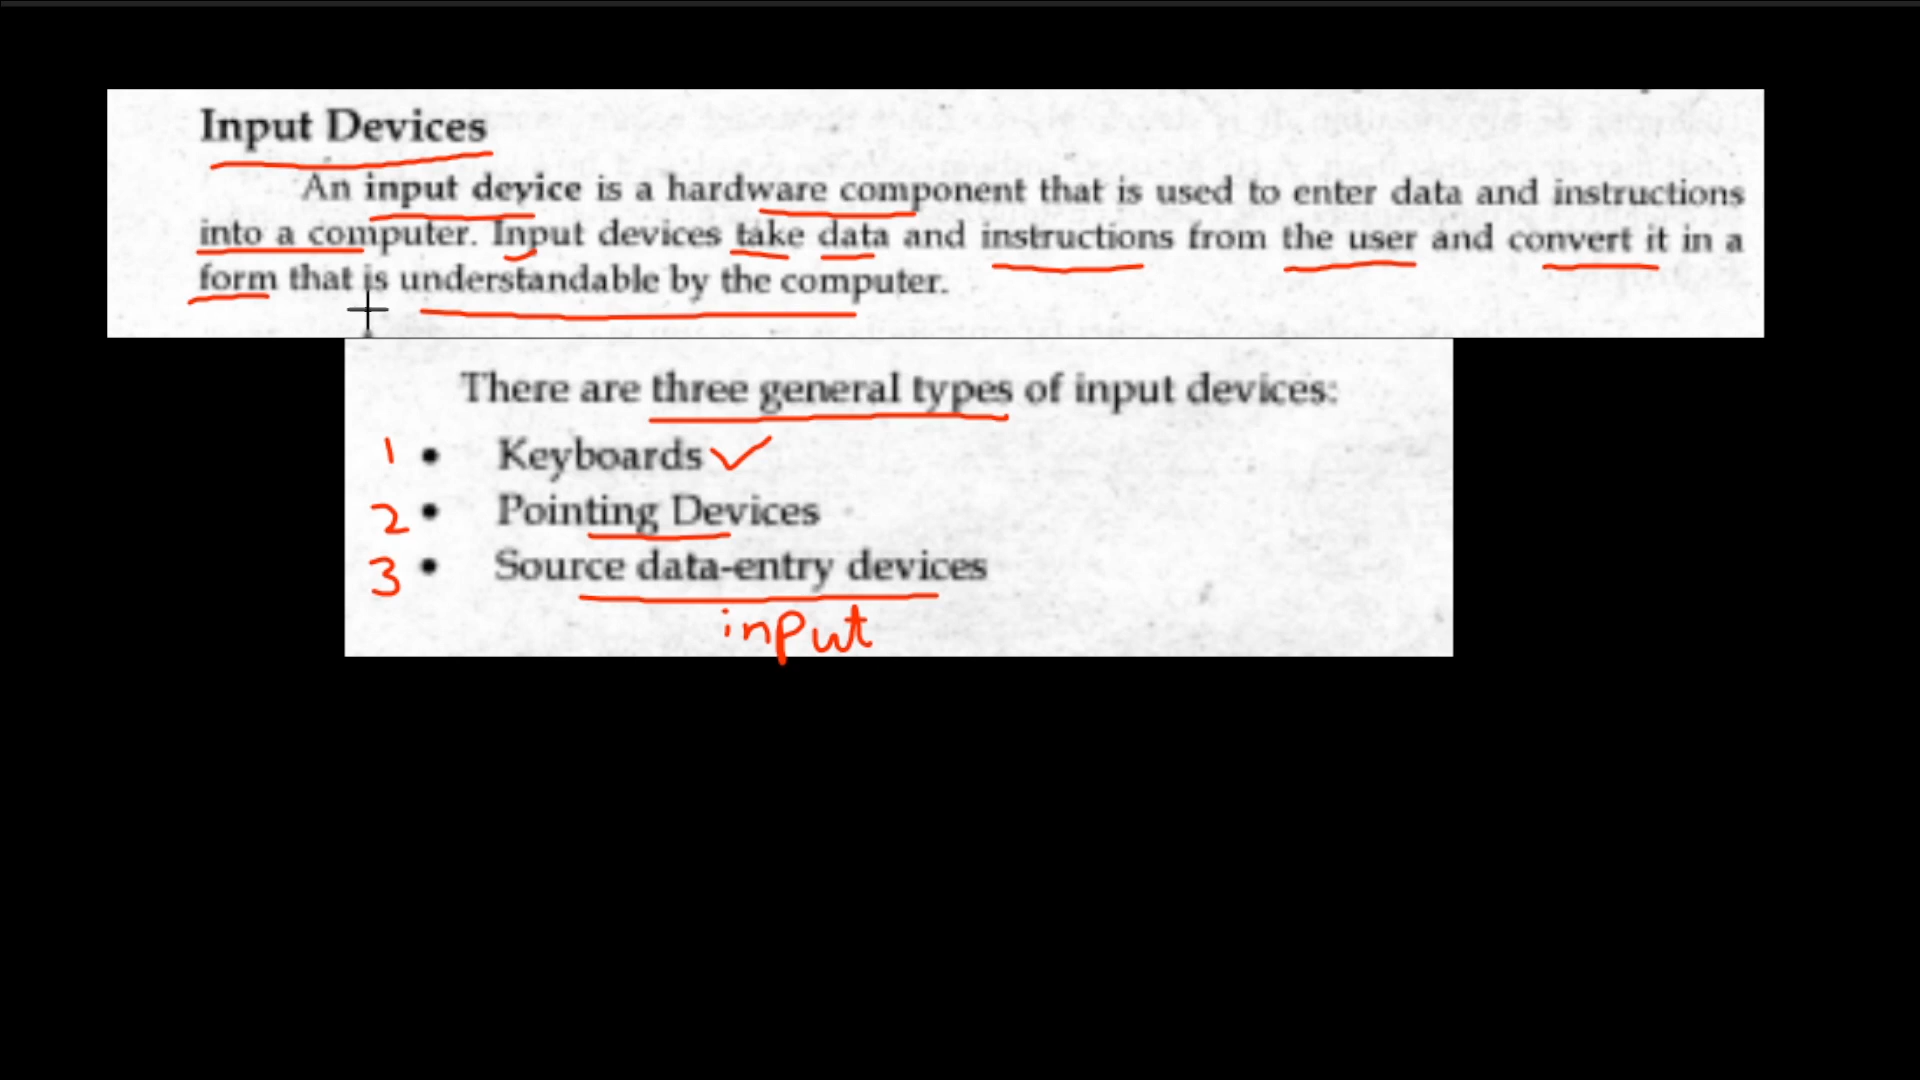 Input Devices
An input device is a hardware component that is used to enter data and instructions
into a computer. Input devices take data and instructions from the user and convert it in a
form that is understandable by the computer.
There are three general types of input devices:
1 • Keyboards ✓
2 • Pointing Devices
3 • Source data-entry devices
input